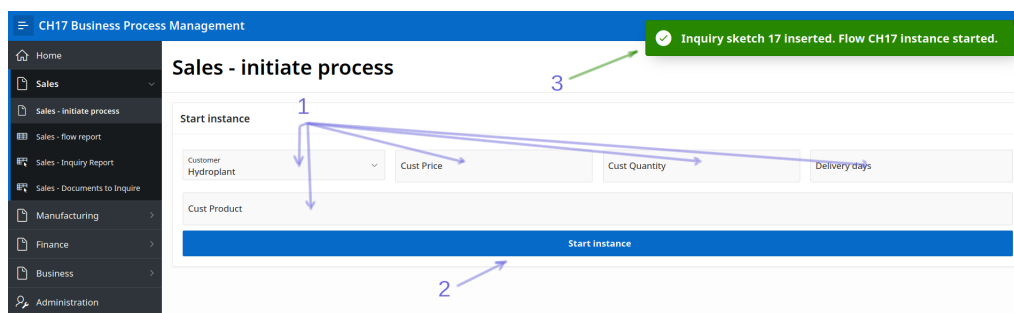 CH17 Business Process Management
Inquiry sketch 17 inserted. Flow CH17 instance started.
3
Home
Sales
Sales - initiate process
Sales - flow report
Sales - Inquiry Report
Sales - Documents to Inquire
Manufacturing
Finance
Business
Administration
Sales - initiate process
1
Start instance
Customer
Hydroplant
Cust Price
Cust Quantity
Delivery days
Cust Product
Start instance
2